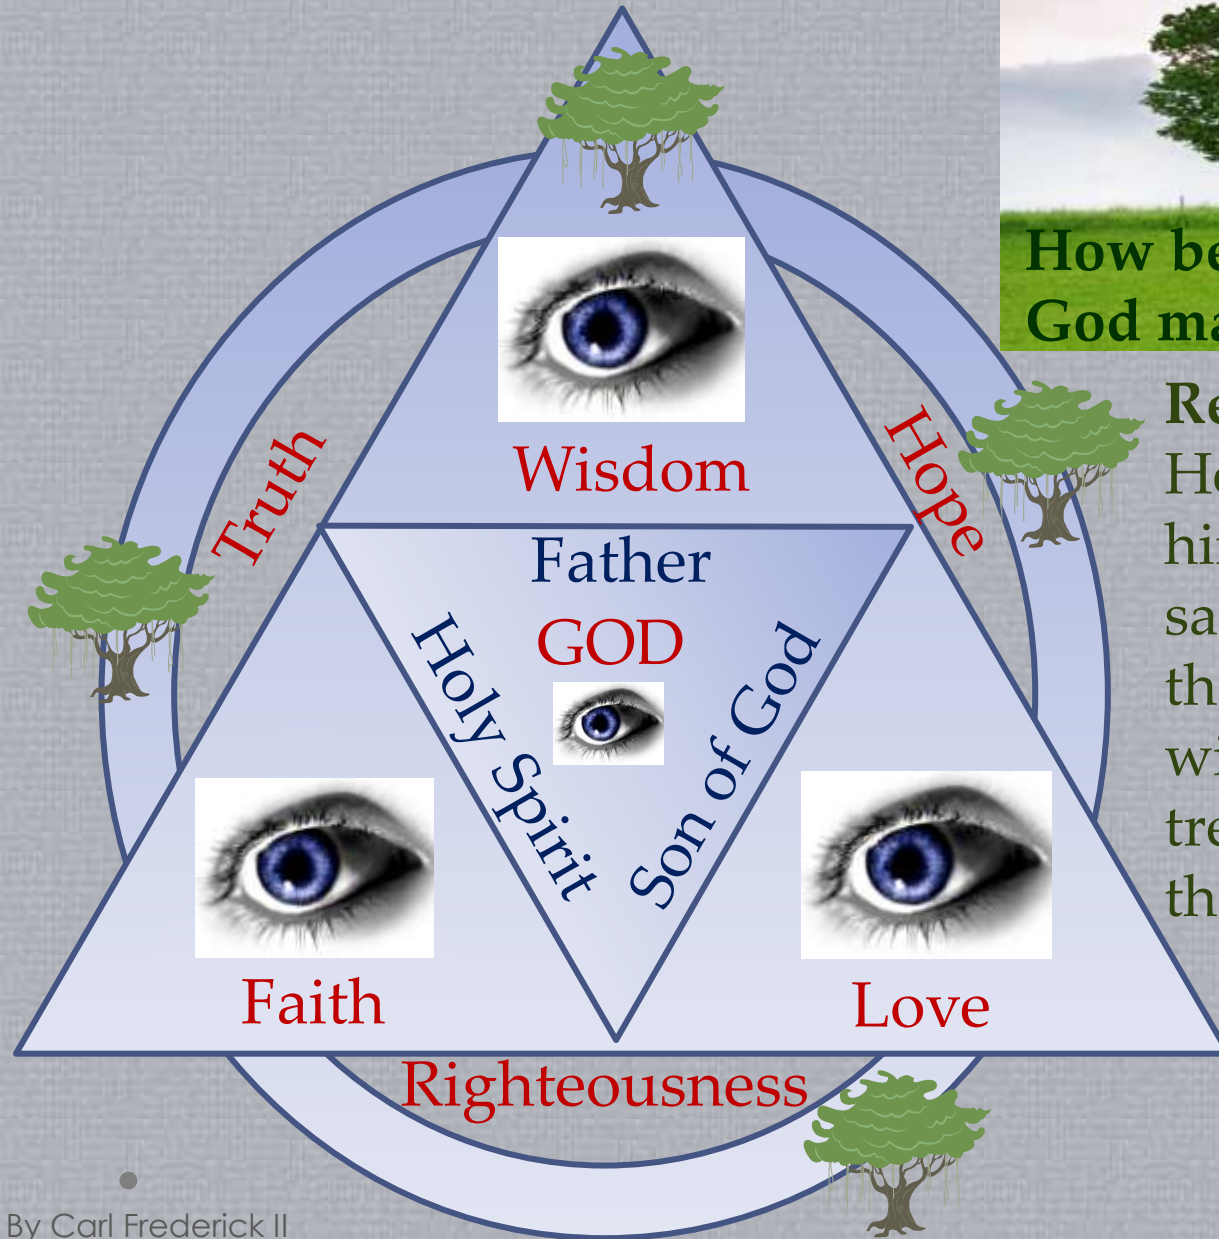 How be
God ma
Wisdom
Truth
Hope
Father
GOD
Holy Spirit
Son of God
Faith
Love
Righteousness
Re
He
hi
sa
th
wi
tre
th
By Carl Frederick II